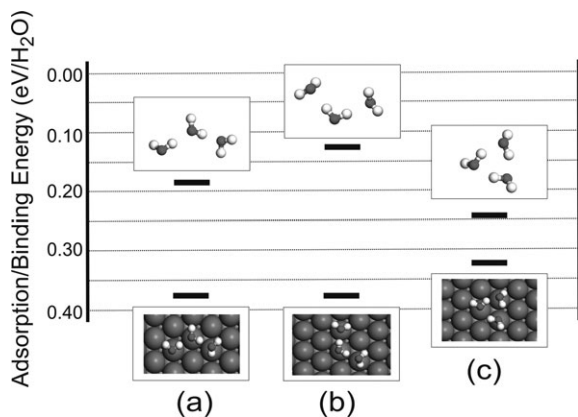 Adsorption/Binding Energy (eV/H₂O)
0.00
0.10
0.20
0.30
0.40
(a)
(b)
(c)